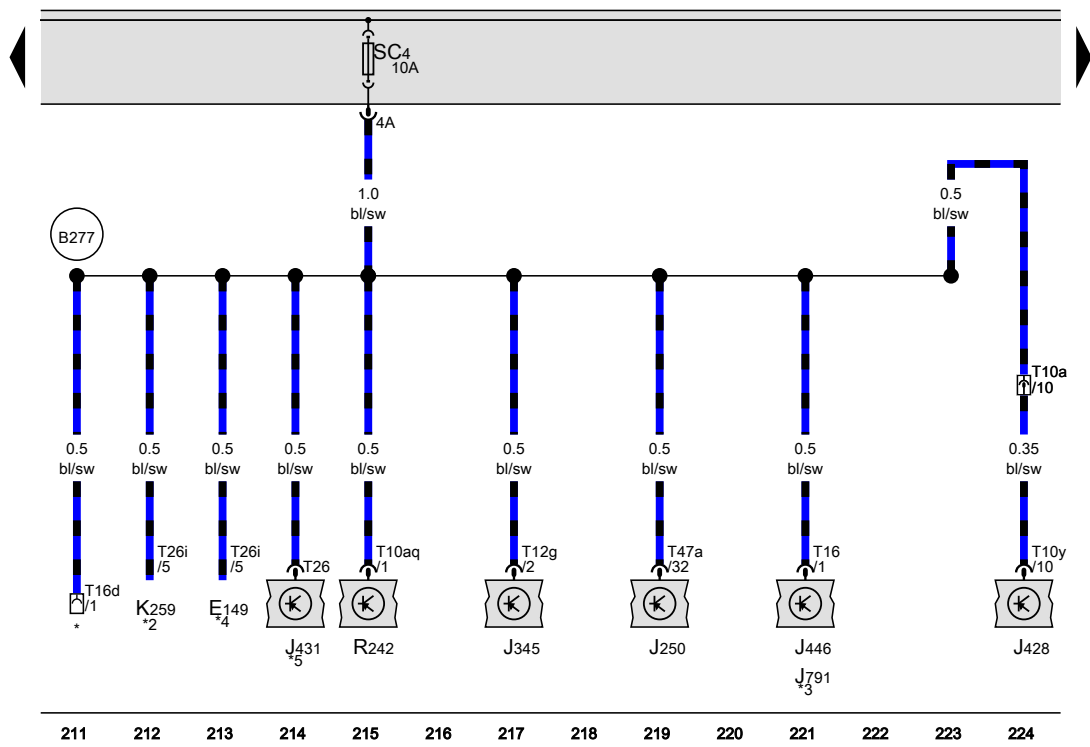 SC4
10A
4A
1.0
bl/sw
0.5
bl/sw
B277
T10a
/10
0.5
bl/sw
0.5
bl/sw
0.5
bl/sw
0.5
bl/sw
0.5
bl/sw
0.5
bl/sw
0.5
bl/sw
0.5
bl/sw
0.35
bl/sw
T16d
/1
*
T26i
/5
K259
*2
T26i
/5
E149
*4
T26
J431
*5
T10aq
/1
R242
T12g
/2
J345
T47a
/32
J250
T16
/1
J446
J791
*3
T10y
/10
J428
211 212 213 214 215 216 217 218 219 220 221 222 223 224